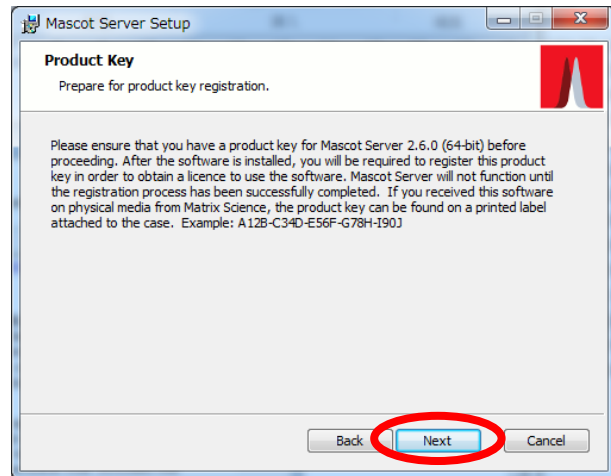 Mascot Server Setup
Product Key
Prepare for product key registration.
Please ensure that you have a product key for Mascot Server 2.6.0 (64-bit) before
proceeding. After the software is installed, you will be required to register this product
key in order to obtain a licence to use the software. Mascot Server will not function until
the registration process has been successfully completed.  If you received this software
on physical media from Matrix Science, the product key can be found on a printed label
attached to the case.  Example: A12B-C34D-E56F-G78H-I90J
Back
Next
Cancel